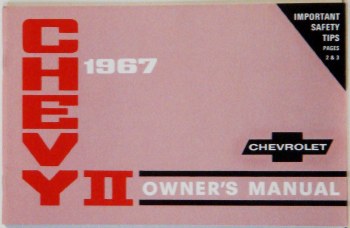 CHEVY II
1967
IMPORTANT
SAFETY
TIPS
PAGES
2 & 3
CHEVROLET
OWNER'S MANUAL